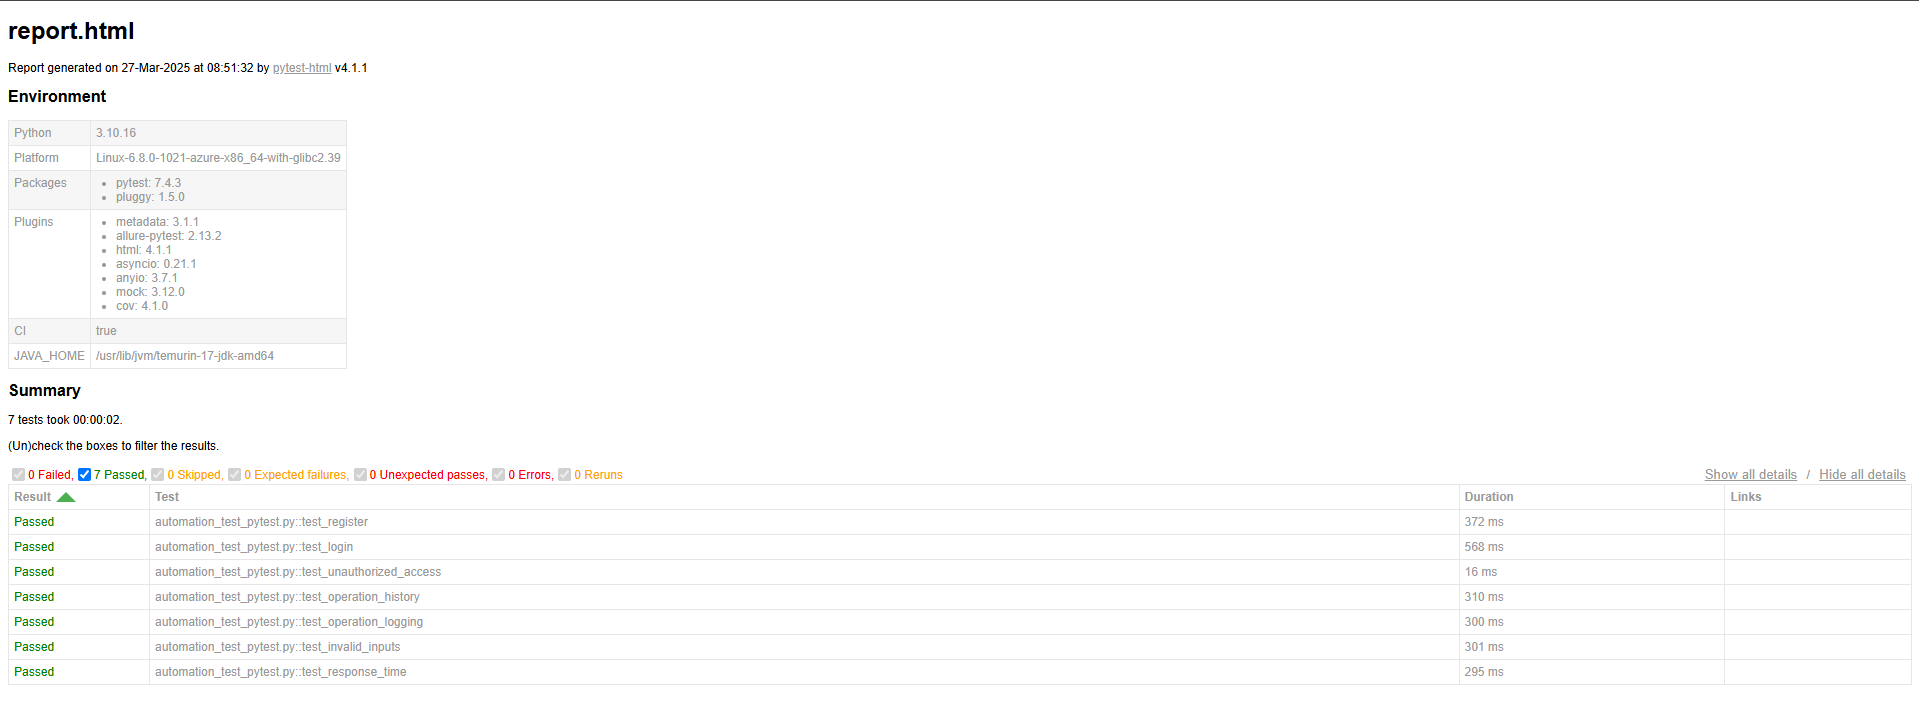 report.html
Report generated on 27-Mar-2025 at 08:51:32 by pytest-html v4.1.1
Environment
Python 3.10.16
Platform Linux-6.8.0-1021-azure-x86_64-with-glibc2.39
Packages
pytest: 7.4.3
pluggy: 1.5.0
Plugins
metadata: 3.1.1
allure-pytest: 2.13.2
html: 4.1.1
asyncio: 0.21.1
anyio: 3.7.1
mock: 3.12.0
cov: 4.1.0
CI true
JAVA_HOME /usr/lib/jvm/temurin-17-jdk-amd64
Summary
7 tests took 00:00:02.
(Un)check the boxes to filter the results.
0 Failed, 7 Passed, 0 Skipped, 0 Expected failures, 0 Unexpected passes, 0 Errors, 0 Reruns Show all details / Hide all details
Result Test Duration Links
Passed automation_test_pytest.py::test_register 372 ms
Passed automation_test_pytest.py::test_login 568 ms
Passed automation_test_pytest.py::test_unauthorized_access 16 ms
Passed automation_test_pytest.py::test_operation_history 310 ms
Passed automation_test_pytest.py::test_operation_logging 300 ms
Passed automation_test_pytest.py::test_invalid_inputs 301 ms
Passed automation_test_pytest.py::test_response_time 295 ms